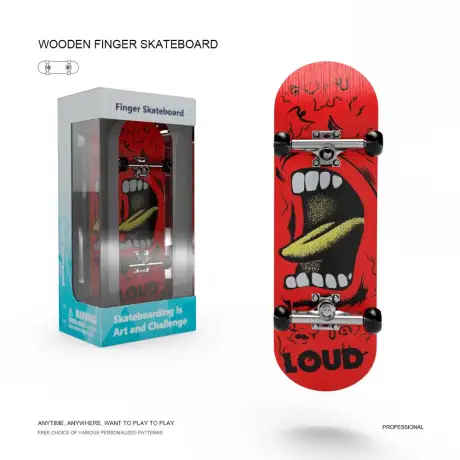 WOODEN FINGER SKATEBOARD
Finger Skateboard
WARNING
Skateboarding Is
Art and Challenge
LOUD
ANYTIME, ANYWHERE, WANT TO PLAY TO PLAY
FREE CHOICE OF VARIOUS PERSONALIZED PATTERNS
PROFESSIONAL